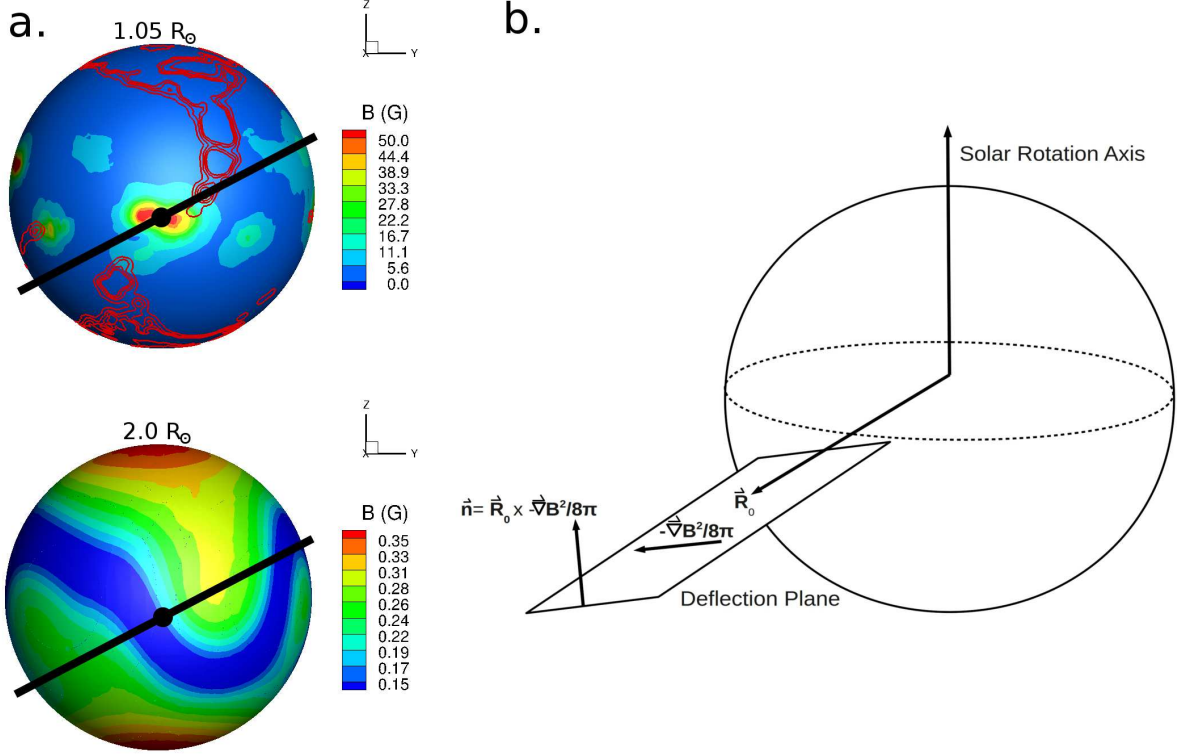 a.
1.05 R☉
Z
X
Y
B (G)
50.0
44.4
38.9
33.3
27.8
22.2
16.7
11.1
5.6
0.0
2.0 R☉
Z
X
Y
B (G)
0.35
0.33
0.31
0.28
0.26
0.24
0.22
0.19
0.17
0.15
b.
Solar Rotation Axis
R⃗₀
n⃗= R⃗₀ x -∇⃗B²/8π
-∇⃗B²/8π
Deflection Plane